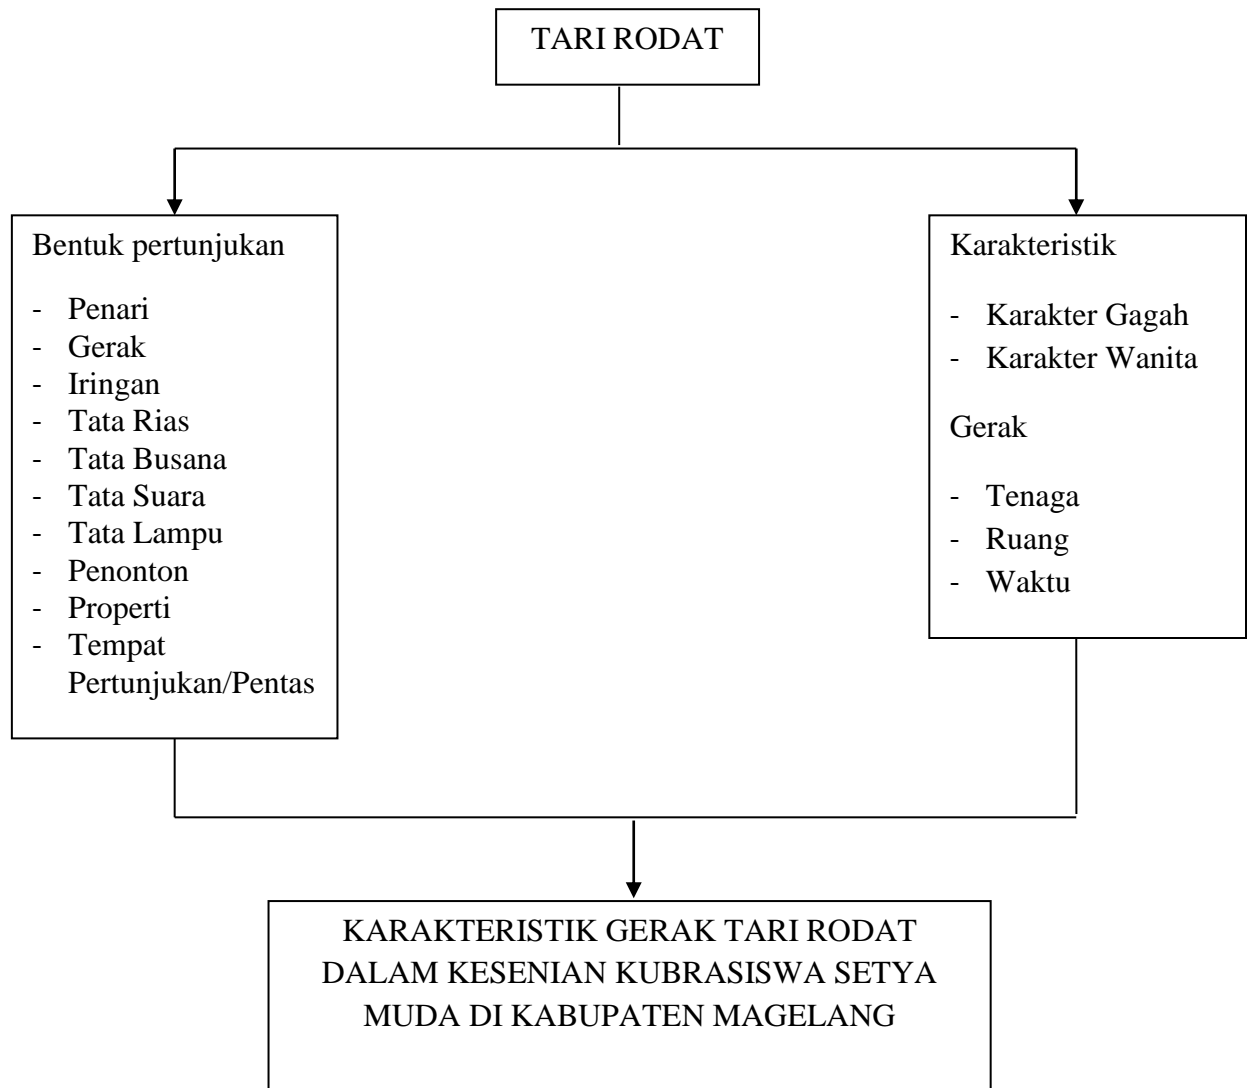 TARI RODAT
Bentuk pertunjukan
- Penari
- Gerak
- Iringan
- Tata Rias
- Tata Busana
- Tata Suara
- Tata Lampu
- Penonton
- Properti
- Tempat
Pertunjukan/Pentas
Karakteristik
- Karakter Gagah
- Karakter Wanita
Gerak
- Tenaga
- Ruang
- Waktu
KARAKTERISTIK GERAK TARI RODAT
DALAM KESENIAN KUBRASISWA SETYA
MUDA DI KABUPATEN MAGELANG